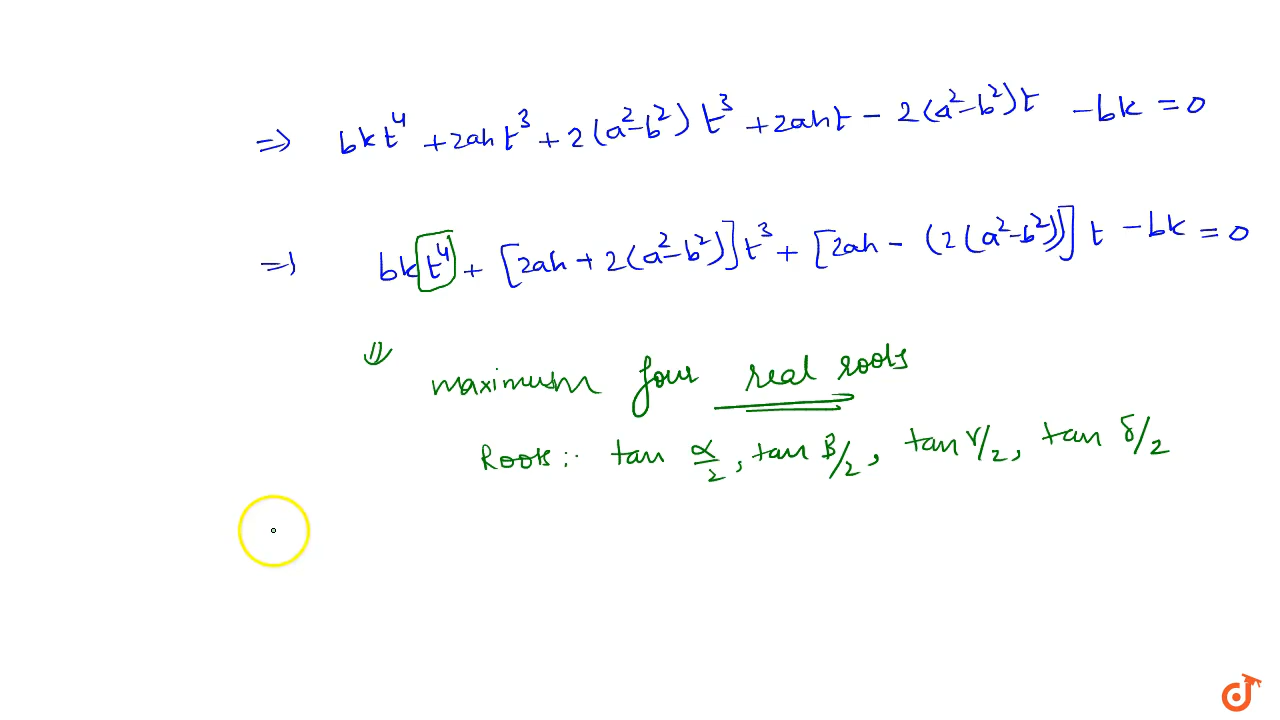 ⇒ bkt⁴ + 2aht³ + 2(a²-b²)t³ + 2aht - 2(a²-b²)t - bk = 0
⇒ bkt⁴ + [2ah + 2(a²-b²)]t³ + [2ah - (2(a²-b²))]t - bk = 0
⇓
maximum four real roots
Roots:- tan α/2, tan β/2, tan γ/2, tan δ/2